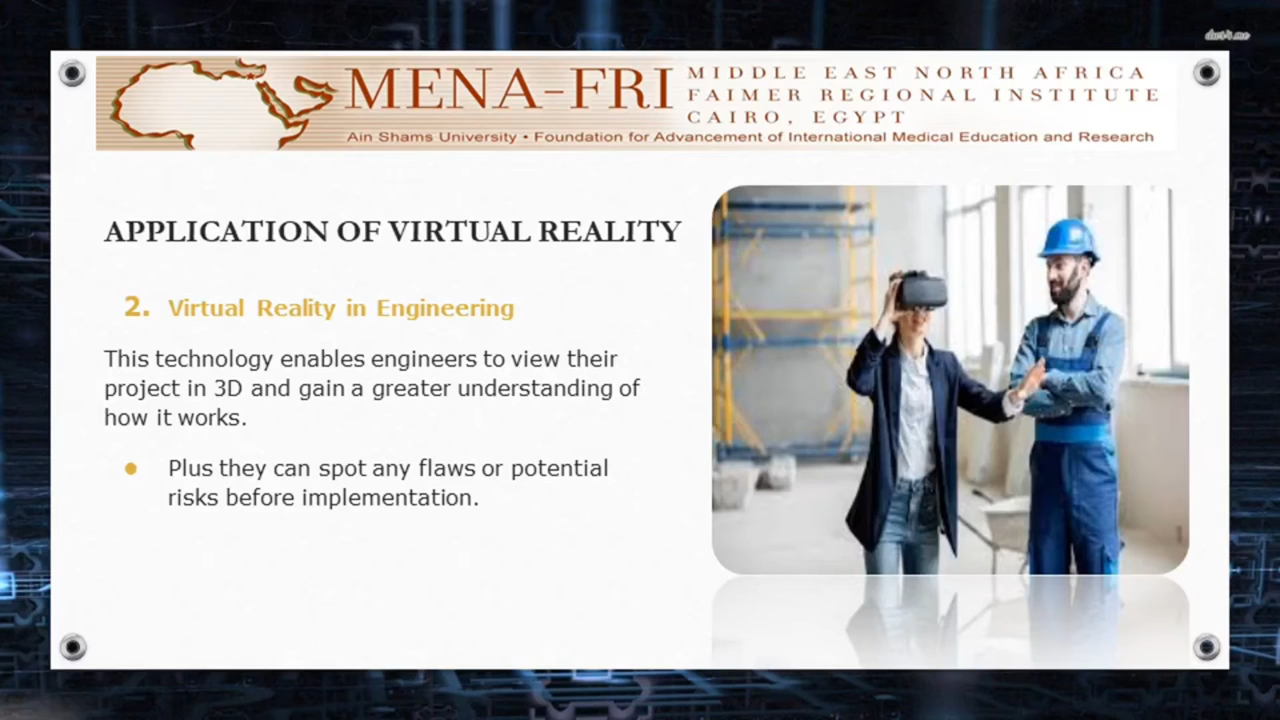 MENA-FRI
MIDDLE EAST NORTH AFRICA
FAIMER REGIONAL INSTITUTE
CAIRO, EGYPT
Ain Shams University • Foundation for Advancement of International Medical Education and Research
APPLICATION OF VIRTUAL REALITY
2. Virtual Reality in Engineering
This technology enables engineers to view their
project in 3D and gain a greater understanding of
how it works.
● Plus they can spot any flaws or potential
risks before implementation.